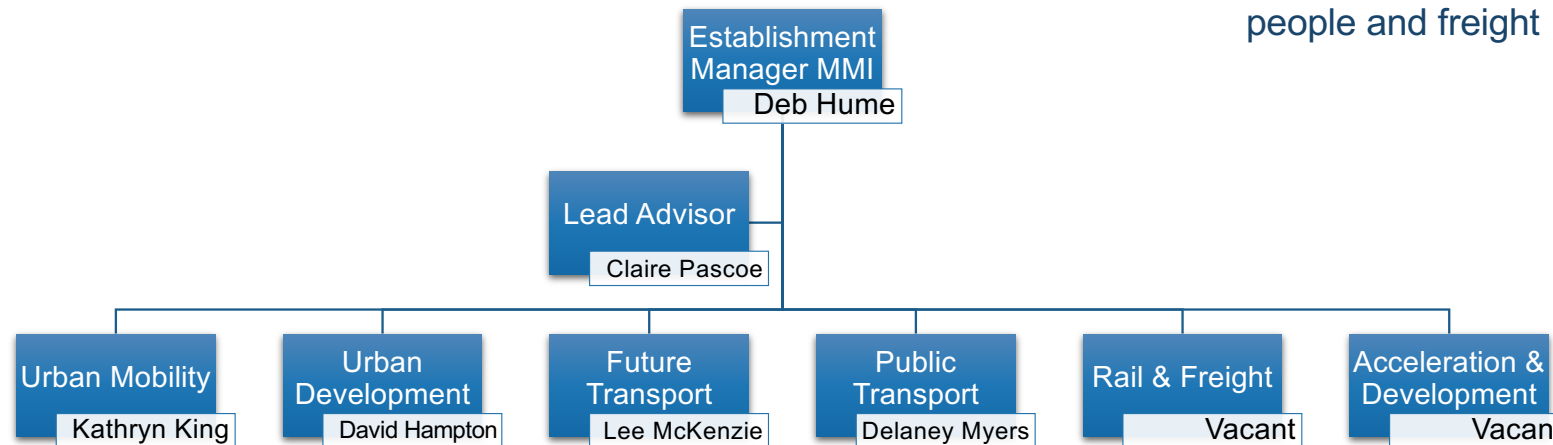 people and freight
Establishment
Manager MMI
Deb Hume
Lead Advisor
Claire Pascoe
Urban Mobility
Kathryn King
Urban
Development
David Hampton
Future
Transport
Lee McKenzie
Public
Transport
Delaney Myers
Rail & Freight
Vacant
Acceleration &
Development
Vacan